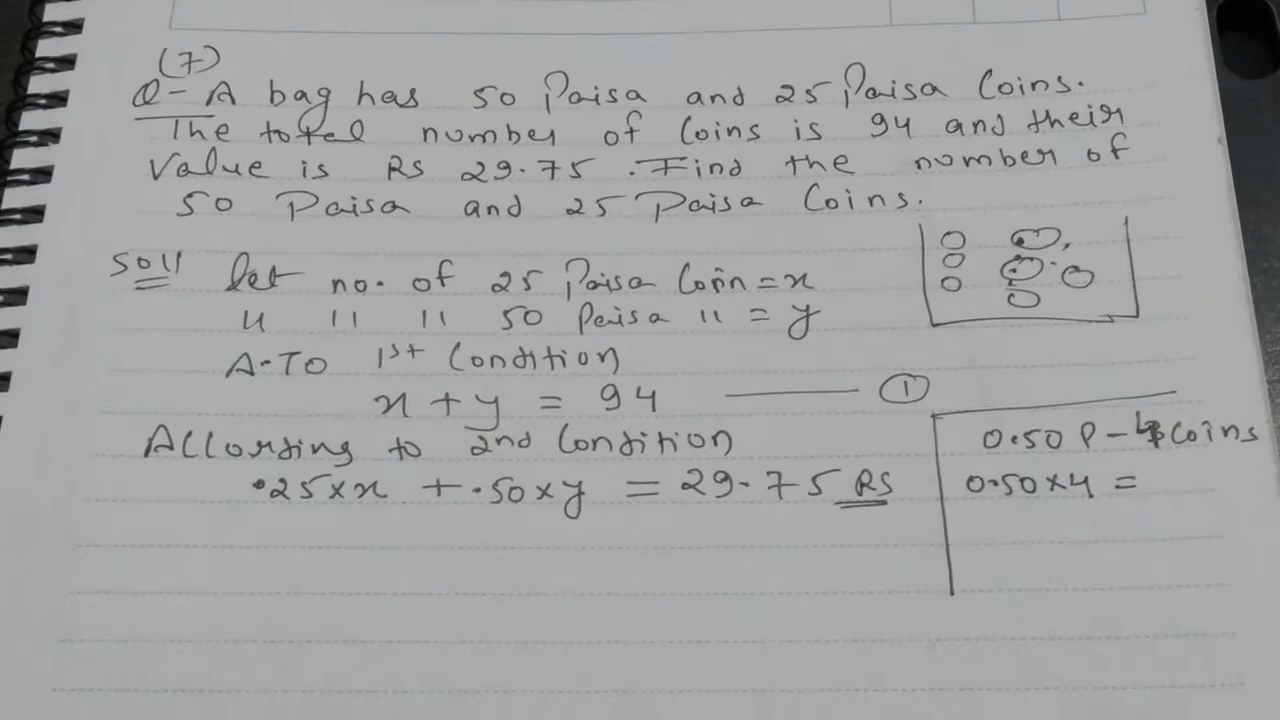 (7)
Q- A bag has 50 Paisa and 25 Paisa Coins.
The total number of Coins is 94 and their
Value is RS 29.75. Find the number of
50 Paisa and 25 Paisa Coins.
Sol! let no. of 25 Paisa Coin = x
" " " 50 Paisa " = y
A-TO 1st Condition
x + y = 94 ——— ①
According to 2nd Condition
.25 × x + .50 × y = 29.75 RS
0.50 P - 4 Coins
0.50 × 4 =